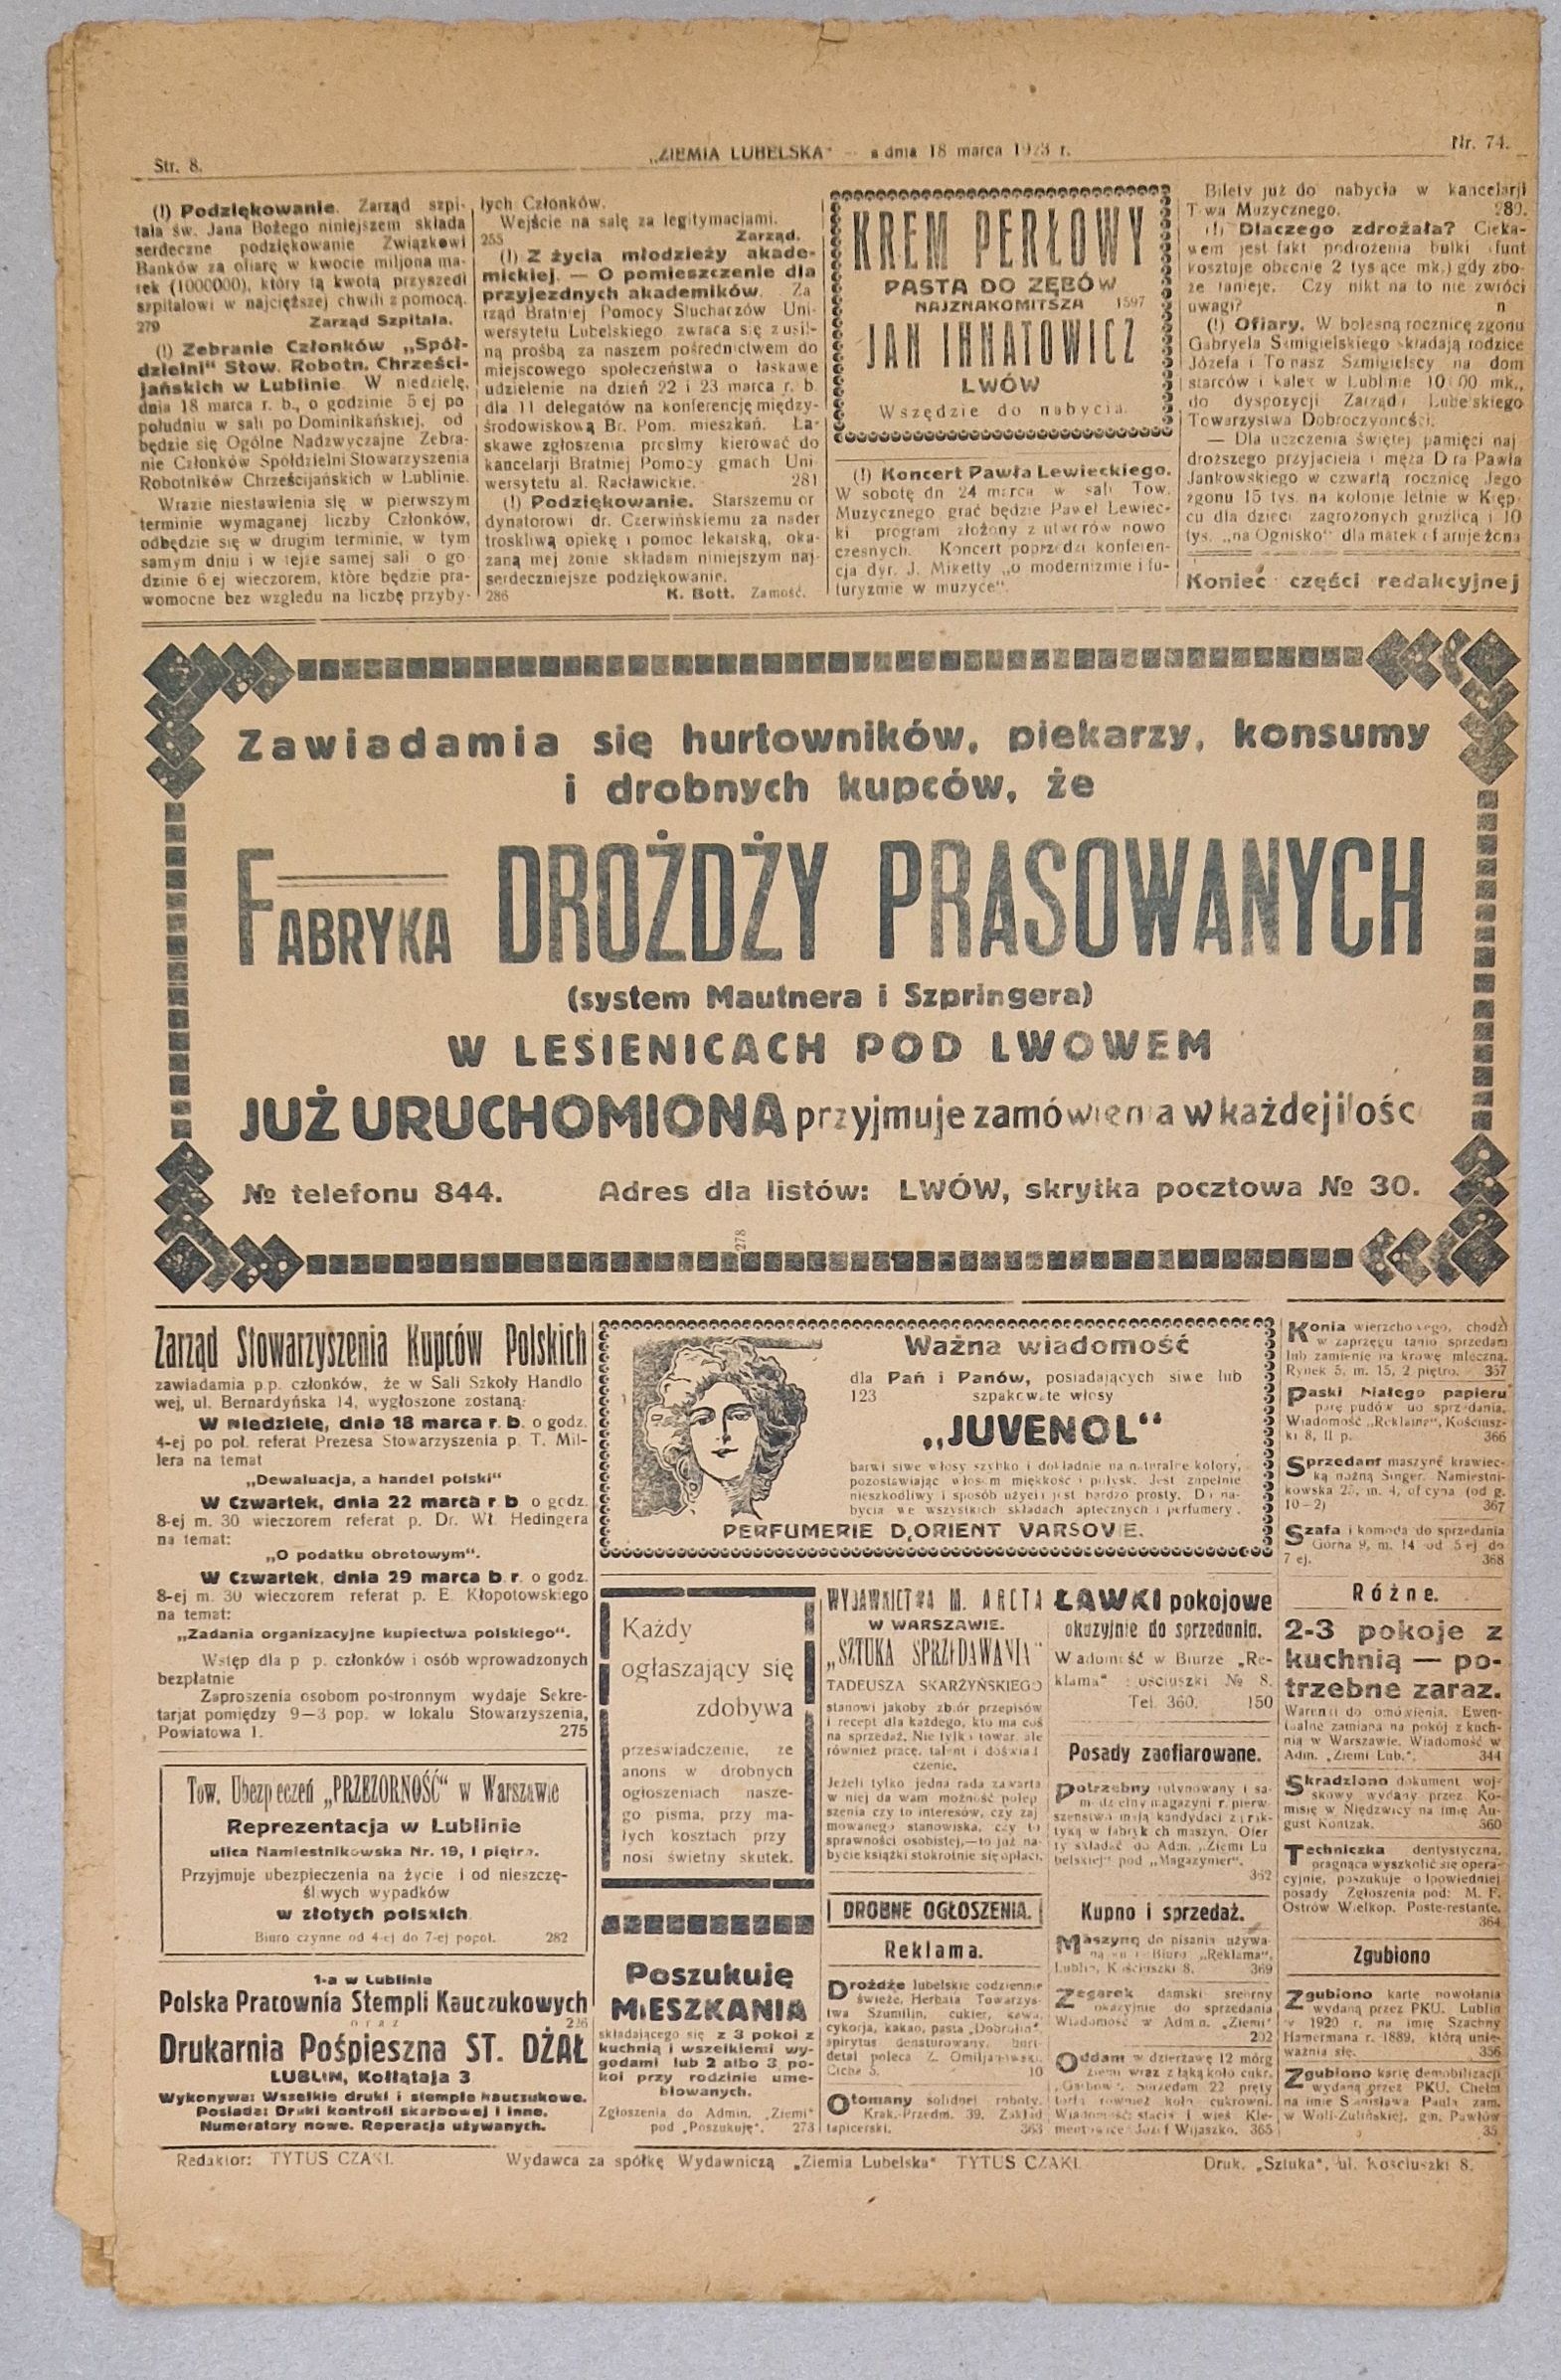 Str. 8.
„ZIEMIA LUBELSKA" — dnia 18 marca 1923 r.
Nr. 74.
(!) Podziękowanie. Zarząd szpi-
tala św. Jana Bożego niniejszem składa
serdeczne podziękowanie Związkowi
Banków za ofiarę w kwocie miljona ma-
rek (1000000), który tą kwotą przyszedł
szpitalowi w najcięższej chwili z pomocą.
279 Zarząd Szpitala.
(!) Zebranie Członków „Spół-
dzielni" Stow. Robotn. Chrześci-
jańskich w Lublinie. W niedzielę,
dnia 18 marca r. b., o godzinie 5 ej po
południu w sali po Dominikańskiej, od
będzie się Ogólne Nadzwyczajne Zebra-
nie Członków Spółdzielni Stowarzyszenia
Robotników Chrześcijańskich w Lublinie.
Wrazie niestawienia się w pierwszym
terminie wymaganej liczby Członków,
odbędzie się w drugim terminie, w tym
samym dniu i w tejże samej sali o go
dzinie 6 ej wieczorem, które będzie pra-
womocne bez względu na liczbę przyby-
łych Członków.
Wejście na salę za legitymacjami.
255 Zarząd.
(!) Z życia młodzieży akade-
mickiej. — O pomieszczenie dla
przyjezdnych akademików. Za
rząd Bratniej Pomocy Słuchaczów Uni-
wersytetu Lubelskiego zwraca się z usil-
ną prośbą za naszem pośrednictwem do
miejscowego społeczeństwa o łaskawe
udzielenie na dzień 22 i 23 marca r. b.
dla 11 delegatów na konferencję między-
środowiskową Br. Pom. mieszkań. Ła-
skawe zgłoszenia prosimy kierować do
kancelarji Bratniej Pomocy gmach Uni
wersytetu al. Racławickie. 281
(!) Podziękowanie. Starszemu or
dynatorowi dr. Czerwińskiemu za nader
troskliwą opiekę i pomoc lekarską, oka-
zaną mej żonie składam niniejszym naj-
serdeczniejsze podziękowanie.
286 K. Bott. Zamość.
KREM PERŁOWY
PASTA DO ZĘBÓW
NAJZNAKOMITSZA 1597
JAN IHNATOWICZ
LWÓW
Wszędzie do nabycia.
(!) Koncert Pawła Lewieckiego.
W sobotę dn 24 marca w sali Tow.
Muzycznego grać będzie Paweł Lewiec-
ki program złożony z utworów nowo
czesnych. Koncert poprzedzi konferen-
cja dyr. J. Miketty „o modernizmie i fu-
turyzmie w muzyce".
Bilety już do nabycia w kancelarji
T-wa Muzycznego. 280.
(!) Dlaczego zdrożała? Cieka-
wem jest fakt podrożenia bułki (funt
kosztuje obecnie 2 tysiące mk.) gdy zbo-
że tanieje. Czy nikt na to nie zwróci
uwagi? n
(!) Ofiary. W bolesną rocznicę zgonu
Gabryela Szmigielskiego składają rodzice
Józefa i Tomasz Szmigielscy na dom
starców i kalek w Lublinie 10.000 mk.,
do dyspozycji Zarządu Lubelskiego
Towarzystwa Dobroczynności.
— Dla uczczenia świętej pamięci naj
droższego przyjaciela i męża D ra Pawła
Jankowskiego w czwartą rocznicę Jego
zgonu 15 tys. na kolonje letnie w Kięp-
cu dla dzieci zagrożonych gruźlicą i 10
tys. „na Ognisko" dla matek ofiaruje żona
Koniec części redakcyjnej
Zawiadamia się hurtowników, piekarzy, konsumy
i drobnych kupców, że
FABRYKA DROŻDŻY PRASOWANYCH
(system Mautnera i Szpringera)
W LESIENICACH POD LWOWEM
JUŻ URUCHOMIONA przyjmuje zamówienia w każdej ilośc
№ telefonu 844. Adres dla listów: LWÓW, skrytka pocztowa № 30.
278
Zarząd Stowarzyszenia Kupców Polskich
zawiadamia p.p. członków, że w Sali Szkoły Handlo
wej, ul. Bernardyńska 14, wygłoszone zostaną:
W niedzielę, dnia 18 marca r. b. o godz.
4-ej po poł. referat Prezesa Stowarzyszenia p. T. Mil-
lera na temat
„Dewaluacja, a handel polski"
W Czwartek, dnia 22 marca r b. o godz.
8-ej m. 30 wieczorem referat p. Dr. Wł. Hedingera
na temat:
„O podatku obrotowym".
W Czwartek, dnia 29 marca b. r. o godz.
8-ej m. 30 wieczorem referat p. E. Kłopotowskiego
na temat:
„Zadania organizacyjne kupiectwa polskiego".
Wstęp dla p p. członków i osób wprowadzonych
bezpłatnie
Zaproszenia osobom postronnym wydaje Sekre-
tarjat pomiędzy 9—3 pop. w lokalu Stowarzyszenia,
Powiatowa 1. 275
Tow. Ubezpieczeń „PRZEZORNOŚĆ" w Warszawie
Reprezentacja w Lublinie
ulica Namiestnikowska Nr. 19, I piętro.
Przyjmuje ubezpieczenia na życie i od nieszczę-
śliwych wypadków
w złotych polskich.
Biuro czynne od 4-ej do 7-ej popoł. 282
1-a w Lublinie
Polska Pracownia Stempli Kauczukowych
oraz 226
Drukarnia Pośpieszna ST. DŻAŁ
LUBLIN, Kołłątaja 3
Wykonywa: Wszelkie druki i stemple kauczukowe.
Posiada: Druki kontroli skarbowej i inne.
Numeratory nowe. Reperacja używanych.
Ważna wiadomość
dla Pań i Panów, posiadających siwe lub
123 szpakowate włosy
„JUVENOL"
barwi siwe włosy szybko i dokładnie na naturalne kolory,
pozostawiając włosom miękkość i połysk. Jest zupełnie
nieszkodliwy i sposób użycia jest bardzo prosty. Do na-
bycia we wszystkich składach aptecznych i perfumery.
PERFUMERIE D,ORIENT VARSOVIE.
Każdy
ogłaszający się
zdobywa
przeświadczenie, że
anons w drobnych
ogłoszeniach nasze-
go pisma, przy ma-
łych kosztach przy
nosi świetny skutek.
Poszukuję
MIESZKANIA
składającego się z 3 pokoi z
kuchnią i wszelkiemi wy-
godami lub 2 albo 3 po-
koi przy rodzinie ume-
blowanych.
Zgłoszenia do Admin. „Ziemi"
pod „Poszukuję". 273
WYDAWNICTWA M. ARCTA
W WARSZAWIE.
„SZTUKA SPRZEDAWANIA"
TADEUSZA SKARŻYŃSKIEGO
stanowi jakoby zbiór przepisów
i recept dla każdego, kto ma coś
na sprzedaż. Nie tylko towar, ale
również pracę, talent i doświad
czenie.
Jeżeli tylko jedna rada zawarta
w niej da wam możność polep
szenia czy to interesów, czy zaj
mowanego stanowiska, czy to
sprawności osobistej,—to już na-
bycie książki stokrotnie się opłaci.
DROBNE OGŁOSZENIA.
Reklama.
Drożdże lubelskie codziennie
świeże. Herbata Towarzys-
twa Szumilin, cukier, kawa,
cykorja, kakao, pasta „Dobrolin",
spirytus denaturowany, hurt-
detal poleca Z. Omiljanowski.
Cicha 5. 10
Otomany solidnej roboty.
Krak.-Przedm. 39. Zakład
tapicerski. 363
ŁAWKI pokojowe
okazyjnie do sprzedania.
Wiadomość w Biurze „Re-
klama" Kościuszki № 8.
Tel. 360. 150
Posady zaofiarowane.
Potrzebny rutynowany i sa-
modzielny magazynier, pierw-
szeństwo mają kandydaci z prak-
tyką w fabrykach maszyn. Ofer
ty składać do Adm. „Ziemi Lu
belskiej" pod „Magazynier".
362
Kupno i sprzedaż.
Maszynę do pisania używa-
ną kupi Biuro „Reklama",
Lublin, Kościuszki 8. 369
Zegarek damski srebrny
okazyjnie do sprzedania
Wiadomość w Admin. „Ziemi"
202
Oddam w dzierżawę 12 mórg
ziemi wraz z łąką koło cukr.
„Garbów". Sprzedam 22 pręty
torfu również koło cukrowni.
Wiadomość: stacja i wieś Kle-
mentowice Józef Wijaszko. 365
Konia wierzchowego, chodzi
w zaprzęgu tanio sprzedam
lub zamienię na krowę mleczną.
Rynek 5, m. 15, 2 piętro. 357
Paski białego papieru
parę pudów do sprzedania.
Wiadomość „Reklama", Kościusz-
ki 8, II p. 366
Sprzedam maszynę krawiec-
ką nożną Singer. Namiestni-
kowska 25, m. 4, oficyna (od g.
10—2) 367
Szafa i komoda do sprzedania
Górna 9, m. 14 od 5 ej do
7 ej. 368
Różne.
2-3 pokoje z
kuchnią — po-
trzebne zaraz.
Warunki do omówienia. Ewen-
tualne zamiana na pokój z kuch-
nią w Warszawie. Wiadomość w
Adm. „Ziemi Lub.". 344
Skradziono dokument woj-
skowy wydany przez Ko-
misję w Niedzwicy na imię Au-
gust Kontzak. 360
Techniczka dentystyczna,
pragnąca wyszkolić się opera-
cyjnie, poszukuje odpowiedniej
posady Zgłoszenia pod: M. F.
Ostrów Wielkop. Poste-restante.
364
Zgubiono
Zgubiono kartę powołania
wydaną przez PKU. Lublin
w 1920 r. na imię Szachny
Hamermana r. 1889, którą unie-
ważnia się. 356
Zgubiono kartę demobilizacji
wydaną przez PKU. Chełm
na imię Stanisława Paula zam.
w Woli-Żulińskiej, gm. Pawłów
35
Redaktor: TYTUS CZAKI.
Wydawca za spółkę Wydawniczą „Ziemia Lubelska" TYTUS CZAKI.
Druk. „Sztuka", ul. Kościuszki 8.